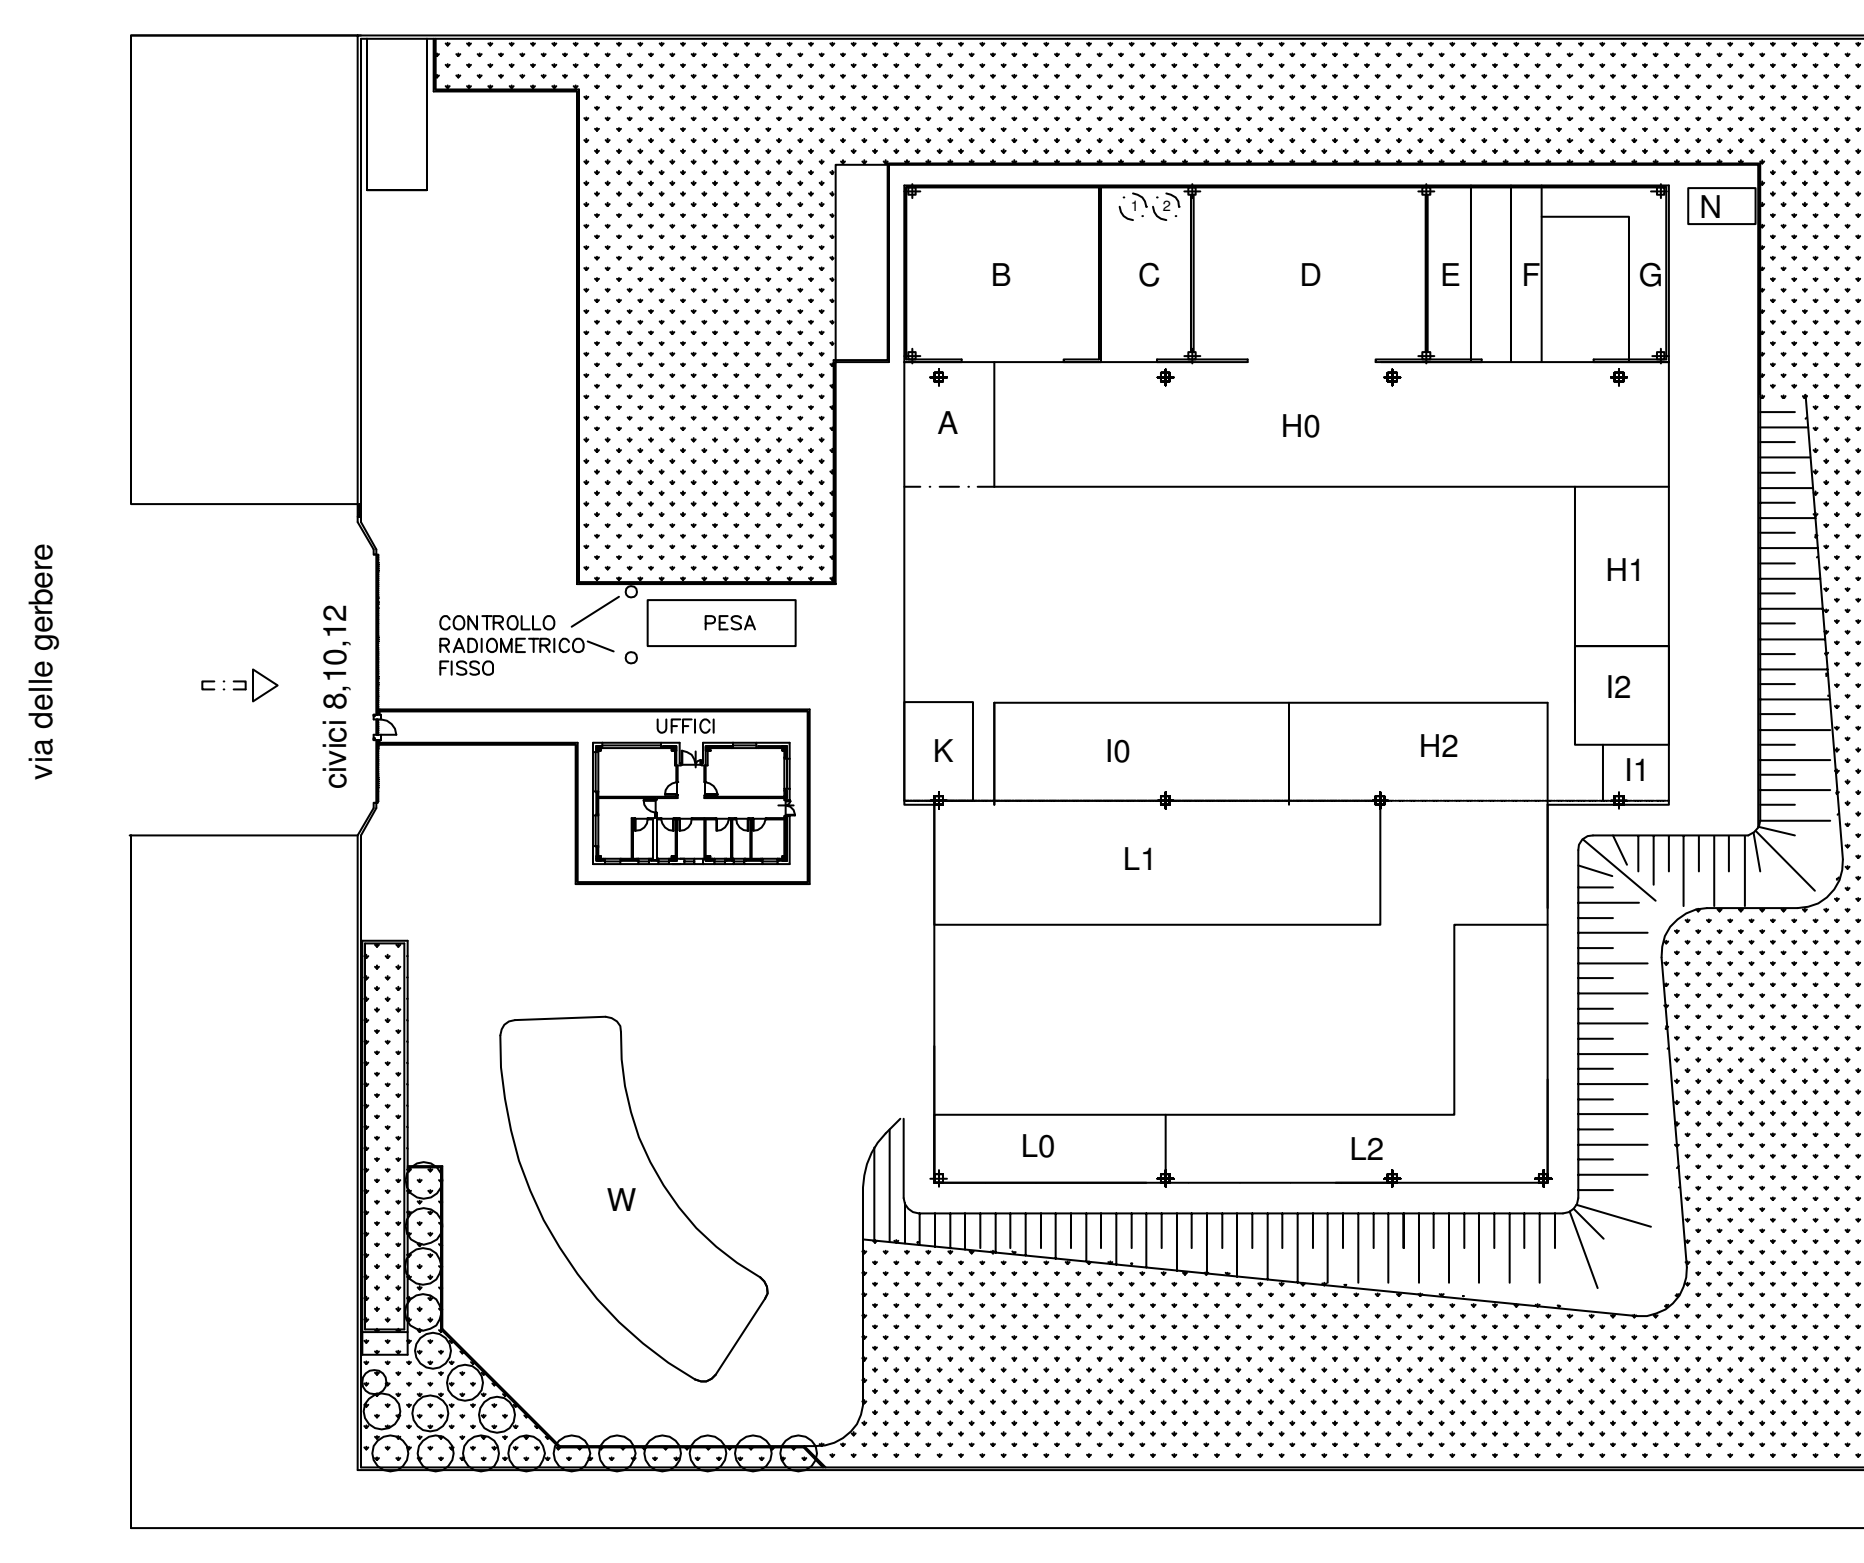 via delle gerbere
civici 8,10,12
CONTROLLO
RADIOMETRICO
FISSO
PESA
UFFICI
B
1
2
C
D
E
F
G
N
A
H0
H1
I2
I1
K
I0
H2
L1
L0
L2
W